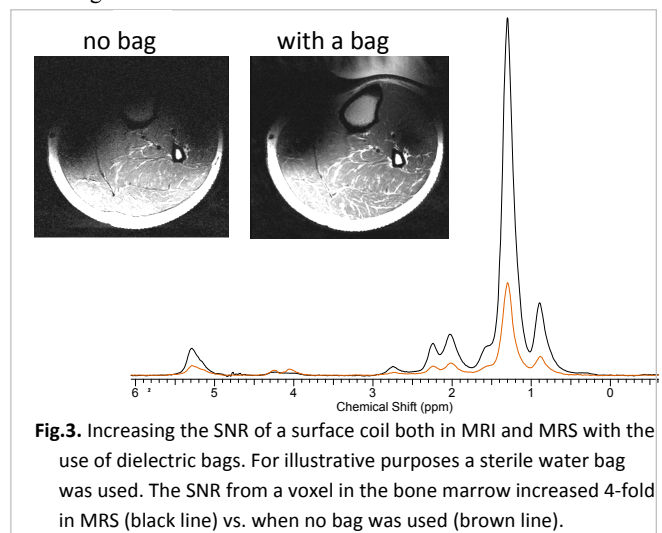 no bag
with a bag
6 ² 5 4 3 2 1 0
Chemical Shift (ppm)
Fig.3. Increasing the SNR of a surface coil both in MRI and MRS with the
use of dielectric bags. For illustrative purposes a sterile water bag
was used. The SNR from a voxel in the bone marrow increased 4-fold
in MRS (black line) vs. when no bag was used (brown line).